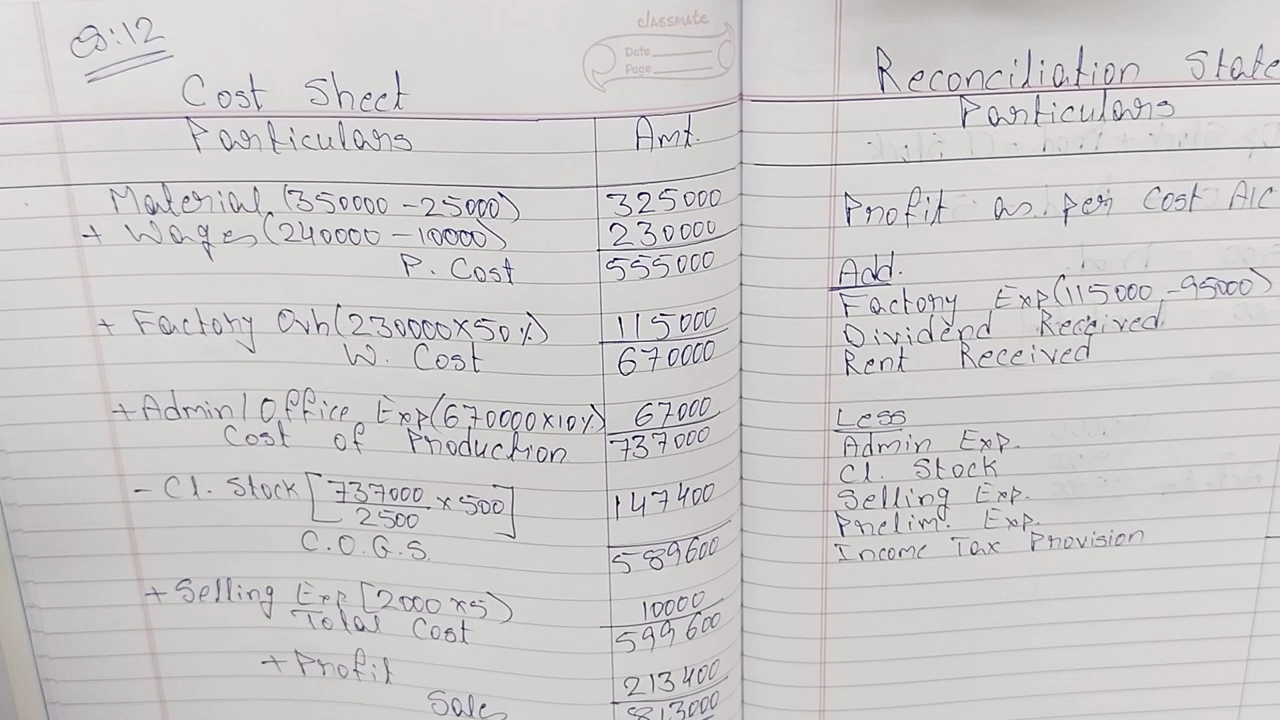 Q:12
classmate
Date
Page
Cost Sheet
Particulars Amt.
Material (350000 - 25000) 325000
+ Wages (240000 - 10000) 230000
P. Cost 555000
+ Factory Ovh (230000 x 50%) 115000
W. Cost 670000
+ Admin/Office Exp (670000 x 10%) 67000
Cost of Production 737000
- Cl. Stock [737000/2500 x 500] 147400
C.O.G.S. 589600
+ Selling Exp [2000 x 5) 10000
Total Cost 599600
+ Profit 213400
Sales 813000
Reconciliation State
Particulars
Profit as per Cost A/C
Add.
Factory Exp (115000 - 95000)
Dividend Received
Rent Received
Less
Admin Exp.
Cl. Stock
Selling Exp.
Prelim. Exp.
Income Tax Provision